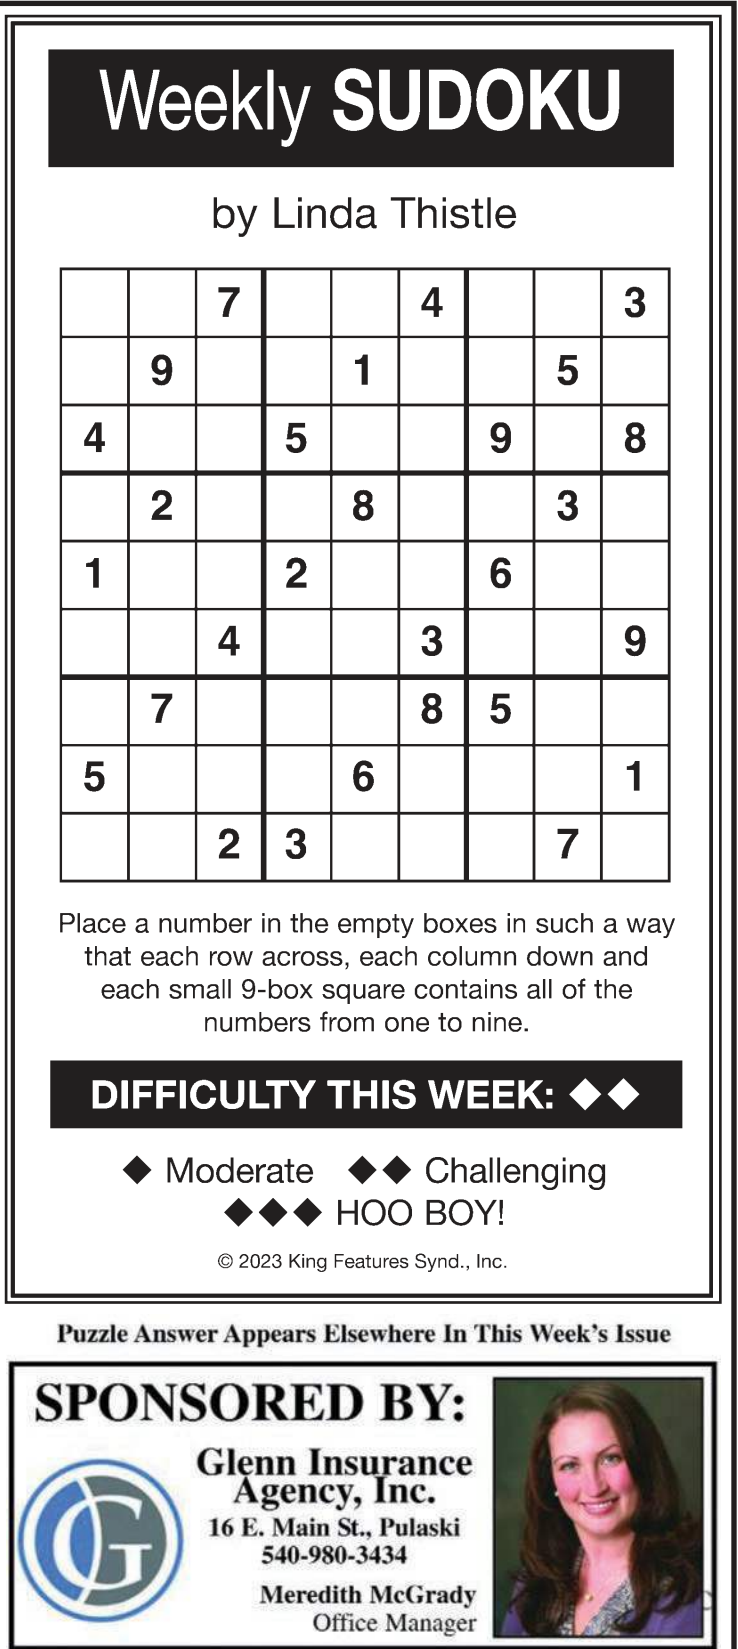 Weekly SUDOKU
by Linda Thistle
7 4 3
9 1 5
4 5 9 8
2 8 3
1 2 6
4 3 9
7 8 5
5 6 1
2 3 7
Place a number in the empty boxes in such a way
that each row across, each column down and
each small 9-box square contains all of the
numbers from one to nine.
DIFFICULTY THIS WEEK: ◆◆
◆ Moderate ◆◆ Challenging
◆◆◆ HOO BOY!
© 2023 King Features Synd., Inc.
Puzzle Answer Appears Elsewhere In This Week's Issue
SPONSORED BY:
G
Glenn Insurance
Agency, Inc.
16 E. Main St., Pulaski
540-980-3434
Meredith McGrady
Office Manager